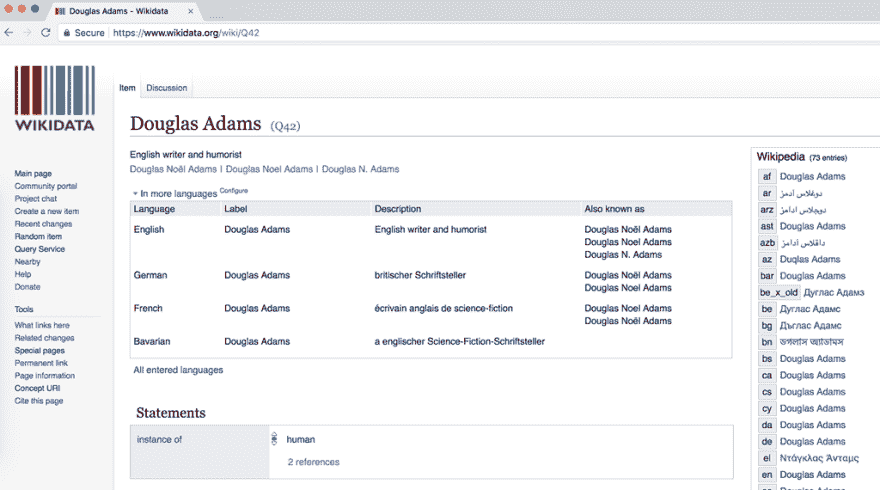 Douglas Adams - Wikidata
Secure https://www.wikidata.org/wiki/Q42
WIKIDATA
Main page
Community portal
Project chat
Create a new item
Recent changes
Random item
Query Service
Nearby
Help
Donate
Tools
What links here
Related changes
Special pages
Permanent link
Page information
Concept URI
Cite this page
Item Discussion
Douglas Adams (Q42)
English writer and humorist
Douglas Noël Adams | Douglas Noel Adams | Douglas N. Adams
In more languages Configure
Language Label Description Also known as
English Douglas Adams English writer and humorist Douglas Noël Adams
Douglas Noel Adams
Douglas N. Adams
German Douglas Adams britischer Schriftsteller Douglas Noël Adams
Douglas Noel Adams
French Douglas Adams écrivain anglais de science-fiction Douglas Noel Adams
Douglas Noël Adams
Bavarian Douglas Adams a englischer Science-Fiction-Schriftsteller
All entered languages
Statements
instance of human
2 references
Wikipedia (73 entries)
af Douglas Adams
ar دوغلاس آدمز
arz دوجلاس ادامز
ast Douglas Adams
azb داقلاس آدامز
az Duqlas Adams
bar Douglas Adams
be_x_old Дуглас Адамз
be Дуглас Адамс
bg Дъглас Адамс
bn ডগলাস অ্যাডামস
bs Douglas Adams
ca Douglas Adams
cs Douglas Adams
cy Douglas Adams
da Douglas Adams
de Douglas Adams
el Ντάγκλας Άνταμς
en Douglas Adams